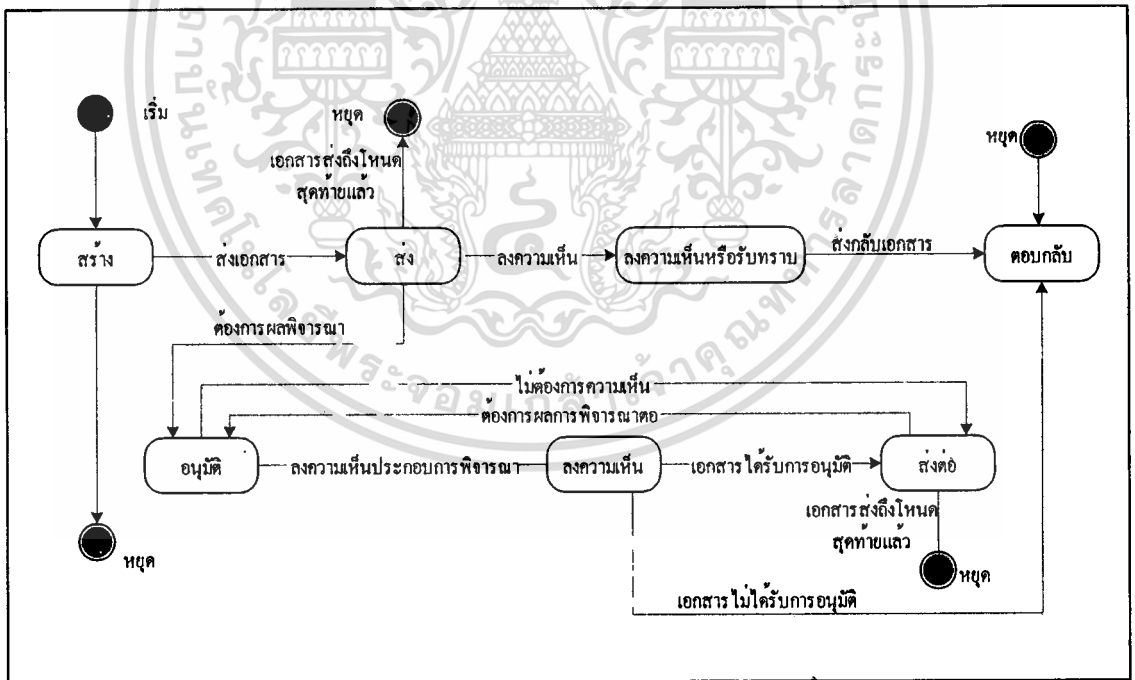 เริ่ม
หยุด
หยุด
เอกสารส่งถึงโหนด
สุดท้ายแล้ว
สร้าง
ส่งเอกสาร
ส่ง
ลงความเห็น
ลงความเห็นหรือรับทราบ
ส่งกลับเอกสาร
ตอบกลับ
ต้องการผลพิจารณา
ไม่ต้องการความเห็น
ต้องการผลการพิจารณาตอ
อนุมัติ
ลงความเห็นประกอบการพิจารณา
ลงความเห็น
เอกสารได้รับการอนุมัติ
ส่งต่อ
เอกสารส่งถึงโหนด
สุดท้ายแล้ว
หยุด
หยุด
เอกสารไม่ได้รับการอนุมัติ